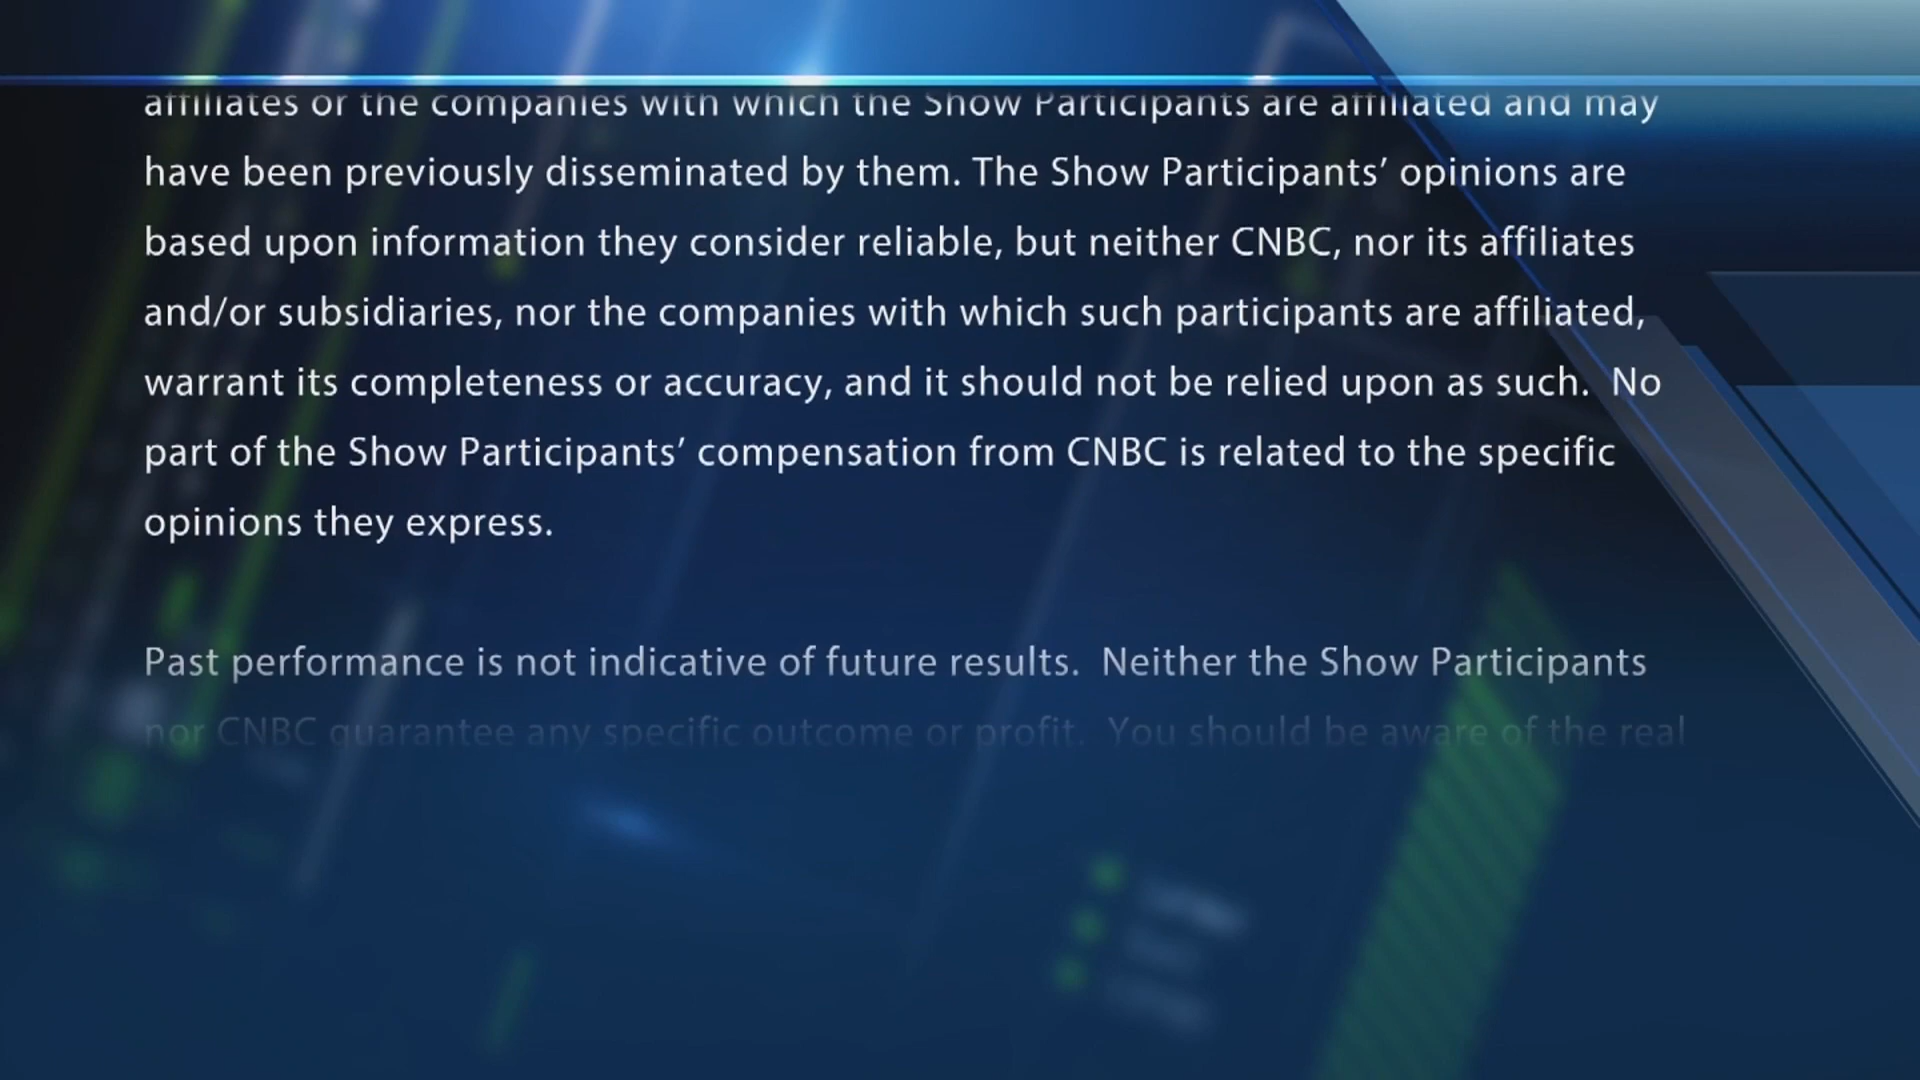 affiliates or the companies with which the Show Participants are affiliated and may
have been previously disseminated by them. The Show Participants’ opinions are
based upon information they consider reliable, but neither CNBC, nor its affiliates
and/or subsidiaries, nor the companies with which such participants are affiliated,
warrant its completeness or accuracy, and it should not be relied upon as such.  No
part of the Show Participants’ compensation from CNBC is related to the specific
opinions they express.
Past performance is not indicative of future results.  Neither the Show Participants
nor CNBC guarantee any specific outcome or profit.  You should be aware of the real